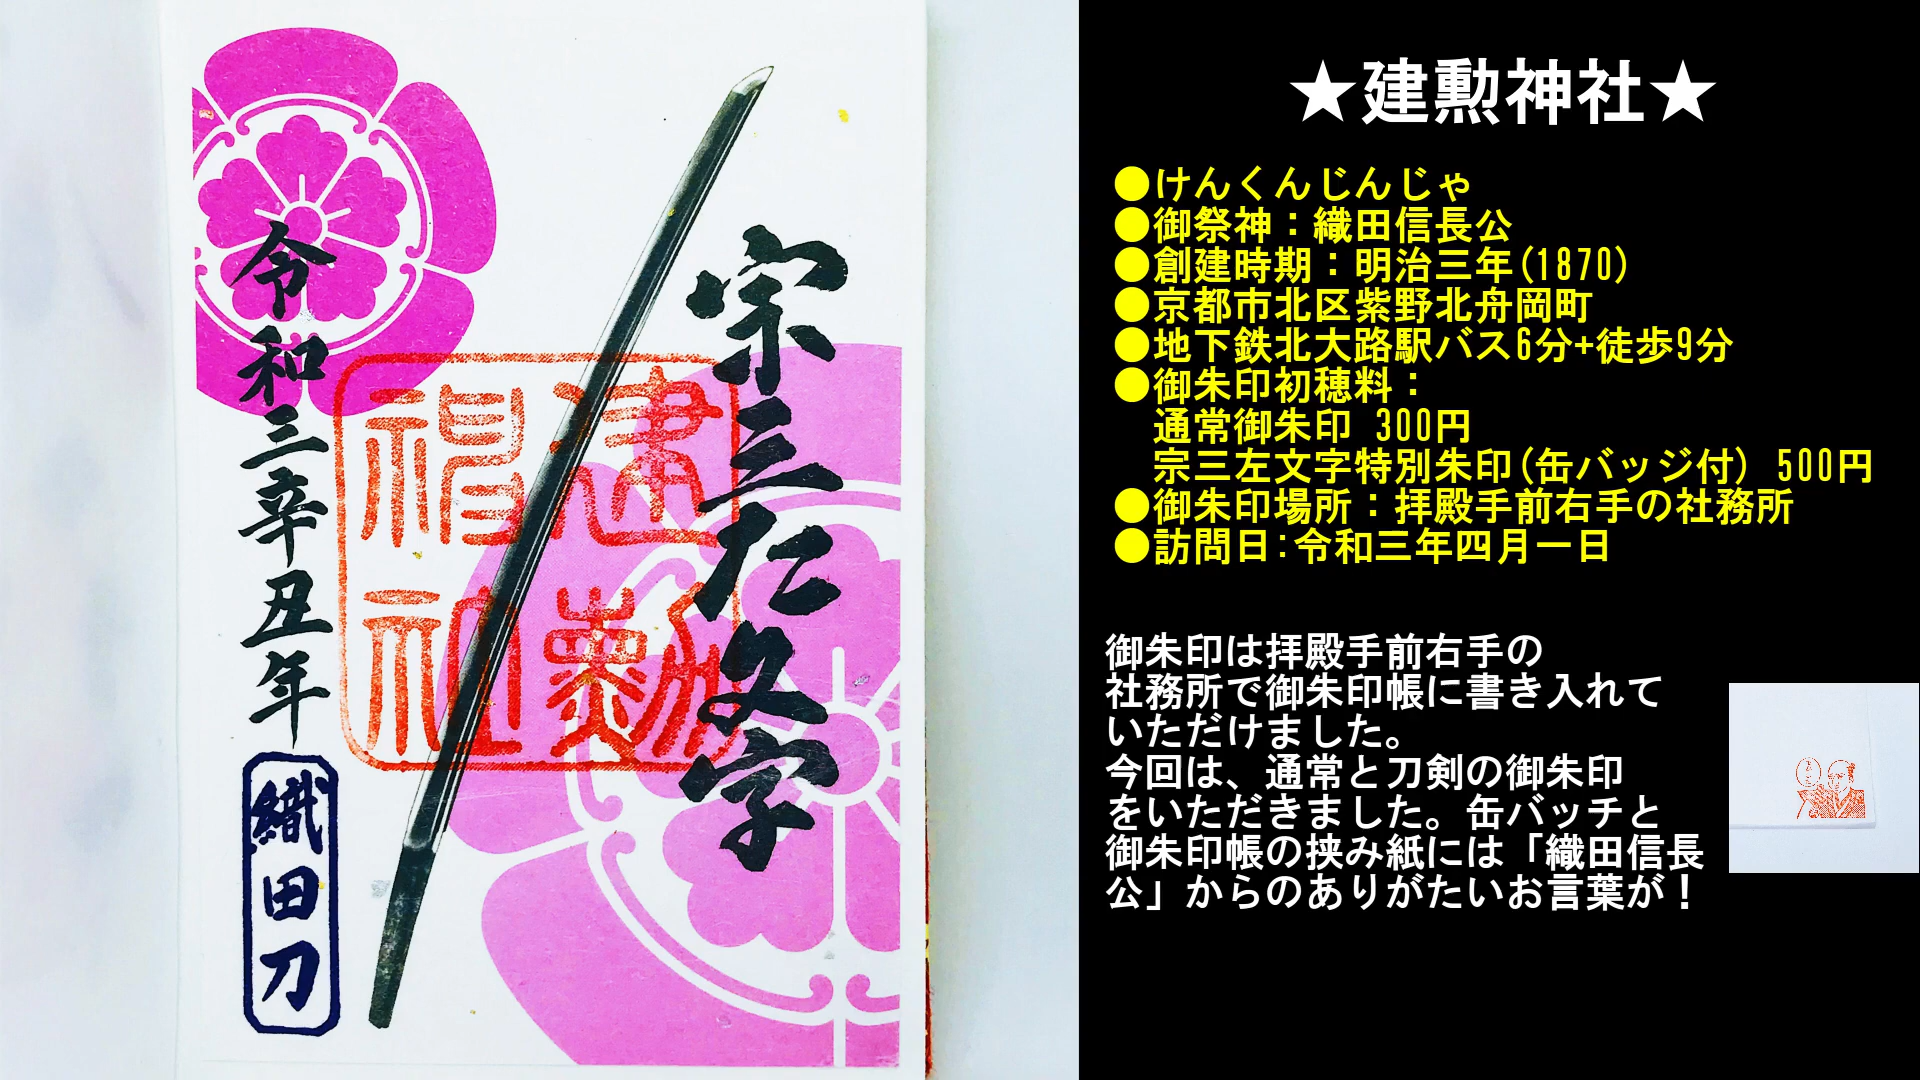 宗三左文字
建勲
神社
令和三辛丑年
織田刀
★建勲神社★
●けんくんじんじゃ
●御祭神：織田信長公
●創建時期：明治三年(1870)
●京都市北区紫野北舟岡町
●地下鉄北大路駅バス6分+徒歩9分
●御朱印初穂料：
通常御朱印 300円
宗三左文字特別朱印(缶バッジ付) 500円
●御朱印場所：拝殿手前右手の社務所
●訪問日:令和三年四月一日
御朱印は拝殿手前右手の
社務所で御朱印帳に書き入れて
いただけました。
今回は、通常と刀剣の御朱印
をいただきました。缶バッチと
御朱印帳の挟み紙には「織田信長
公」からのありがたいお言葉が！